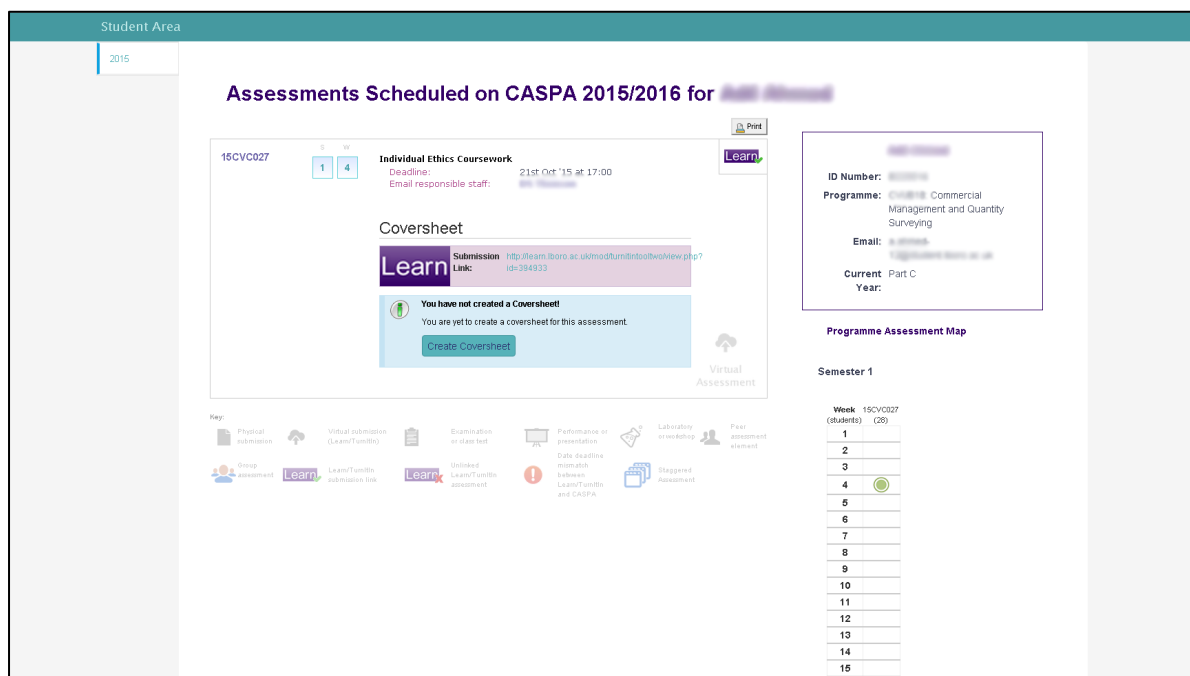 Student Area
2015
Assessments Scheduled on CASPA 2015/2016 for
Print
15CVC027
S W
1 4
Learn
Individual Ethics Coursework
Deadline: 21st Oct '15 at 17:00
Email responsible staff:
Coversheet
Learn
Submission Link:
http://learn.lboro.ac.uk/mod/turnitintooltwo/view.php?
id=394933
You have not created a Coversheet!
You are yet to create a coversheet for this assessment.
Create Coversheet
Virtual
Assessment
Key:
Physical
submission
Virtual submission
(Learn/TurnItIn)
Examination
or class test
Performance or
presentation
Laboratory
or workshop
Peer
assessment
element
Group
assessment
Learn
Learn/TurnItIn
submission link
Learn
Unlinked
Learn/TurnItIn
assessment
Date deadline
mismatch
between
Learn/TurnItIn
and CASPA
Staggered
Assessment
ID Number:
Programme: Commercial
Management and Quantity
Surveying
Email:
Current Part C
Year:
Programme Assessment Map
Semester 1
Week 15CVC027
(students) (28)
1
2
3
4
5
6
7
8
9
10
11
12
13
14
15